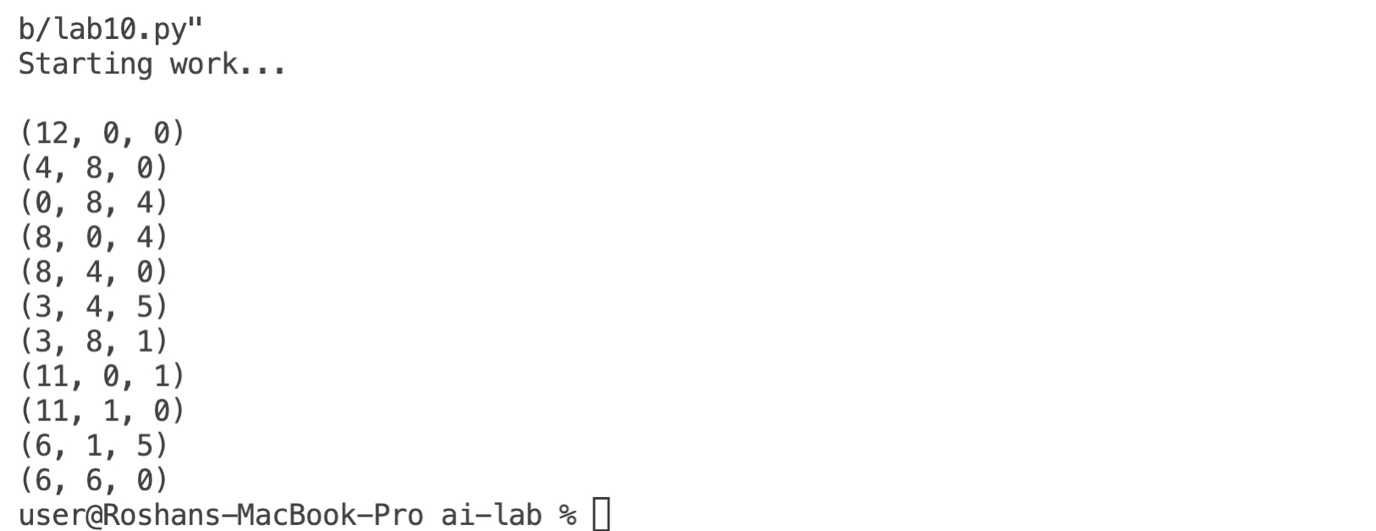 b/lab10.py"
Starting work...
(12, 0, 0)
(4, 8, 0)
(0, 8, 4)
(8, 0, 4)
(8, 4, 0)
(3, 4, 5)
(3, 8, 1)
(11, 0, 1)
(11, 1, 0)
(6, 1, 5)
(6, 6, 0)
user@Roshans-MacBook-Pro ai-lab %